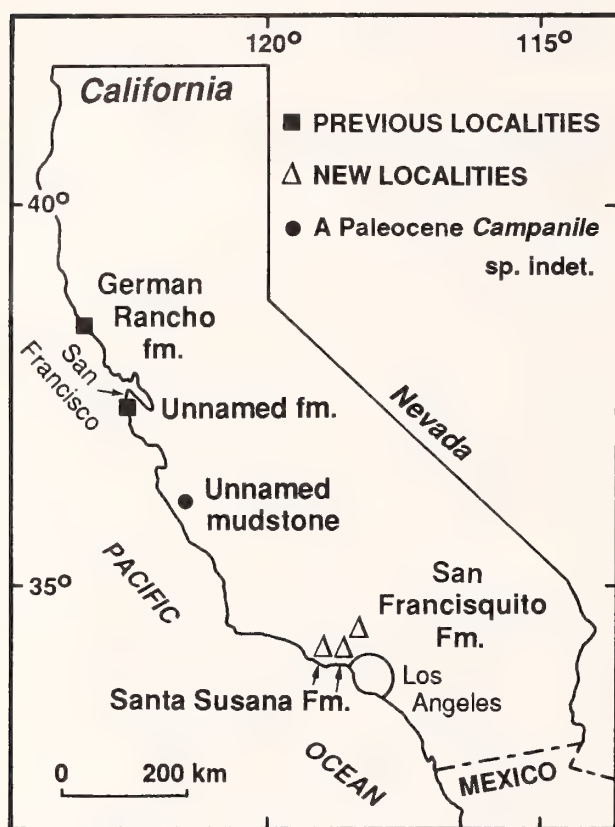 120° 115°
California
■ PREVIOUS LOCALITIES
△ NEW LOCALITIES
● A Paleocene Campanile
sp. indet.
40°
German
Rancho
fm.
San
Francisco
Unnamed fm.
Nevada
Unnamed
mudstone
PACIFIC
35°
San
Francisquito
Fm.
Los
Angeles
Santa Susana Fm.
OCEAN
MEXICO
0 200 km